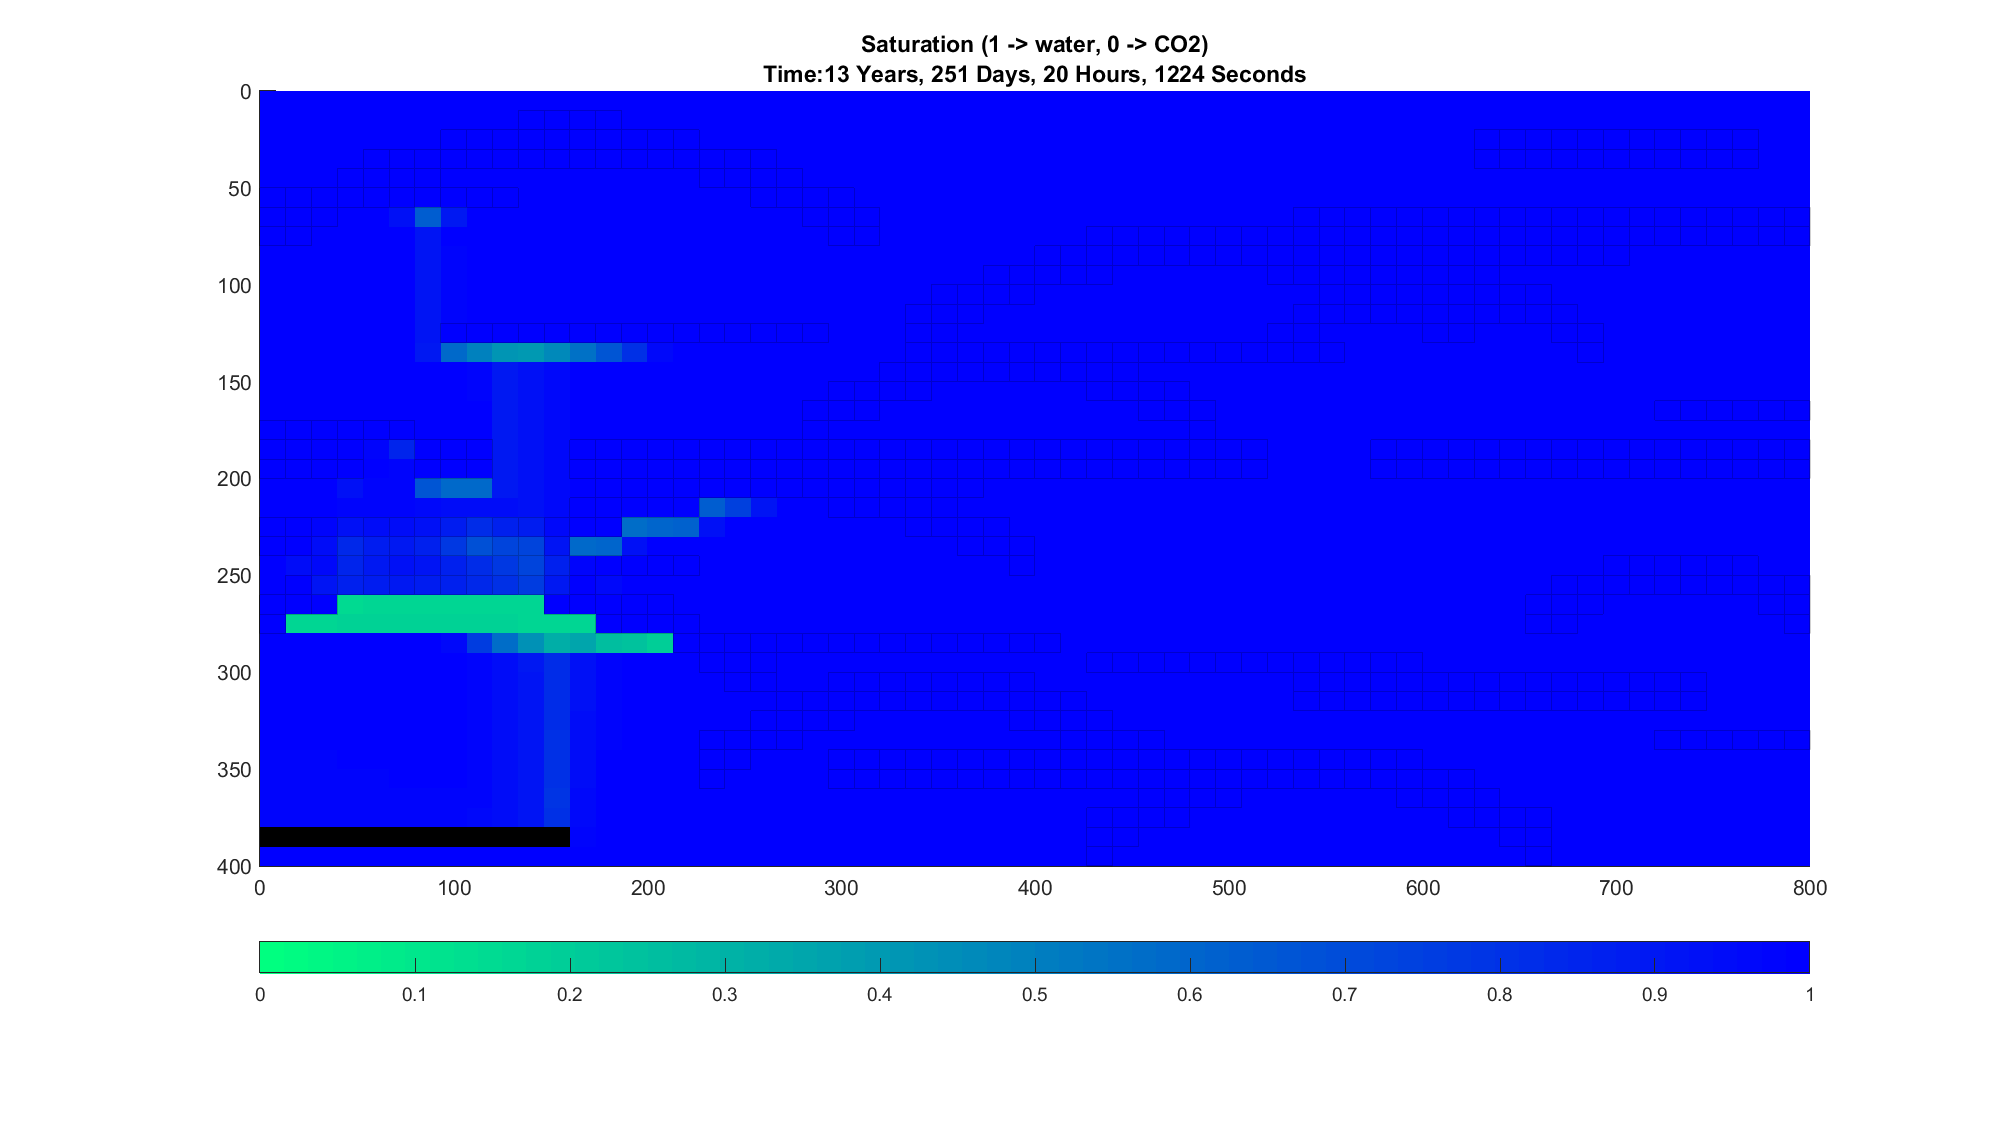 Saturation (1 -> water, 0 -> CO2)
Time:13 Years, 251 Days, 20 Hours, 1224 Seconds
0
50
100
150
200
250
300
350
400
0 100 200 300 400 500 600 700 800
0 0.1 0.2 0.3 0.4 0.5 0.6 0.7 0.8 0.9 1